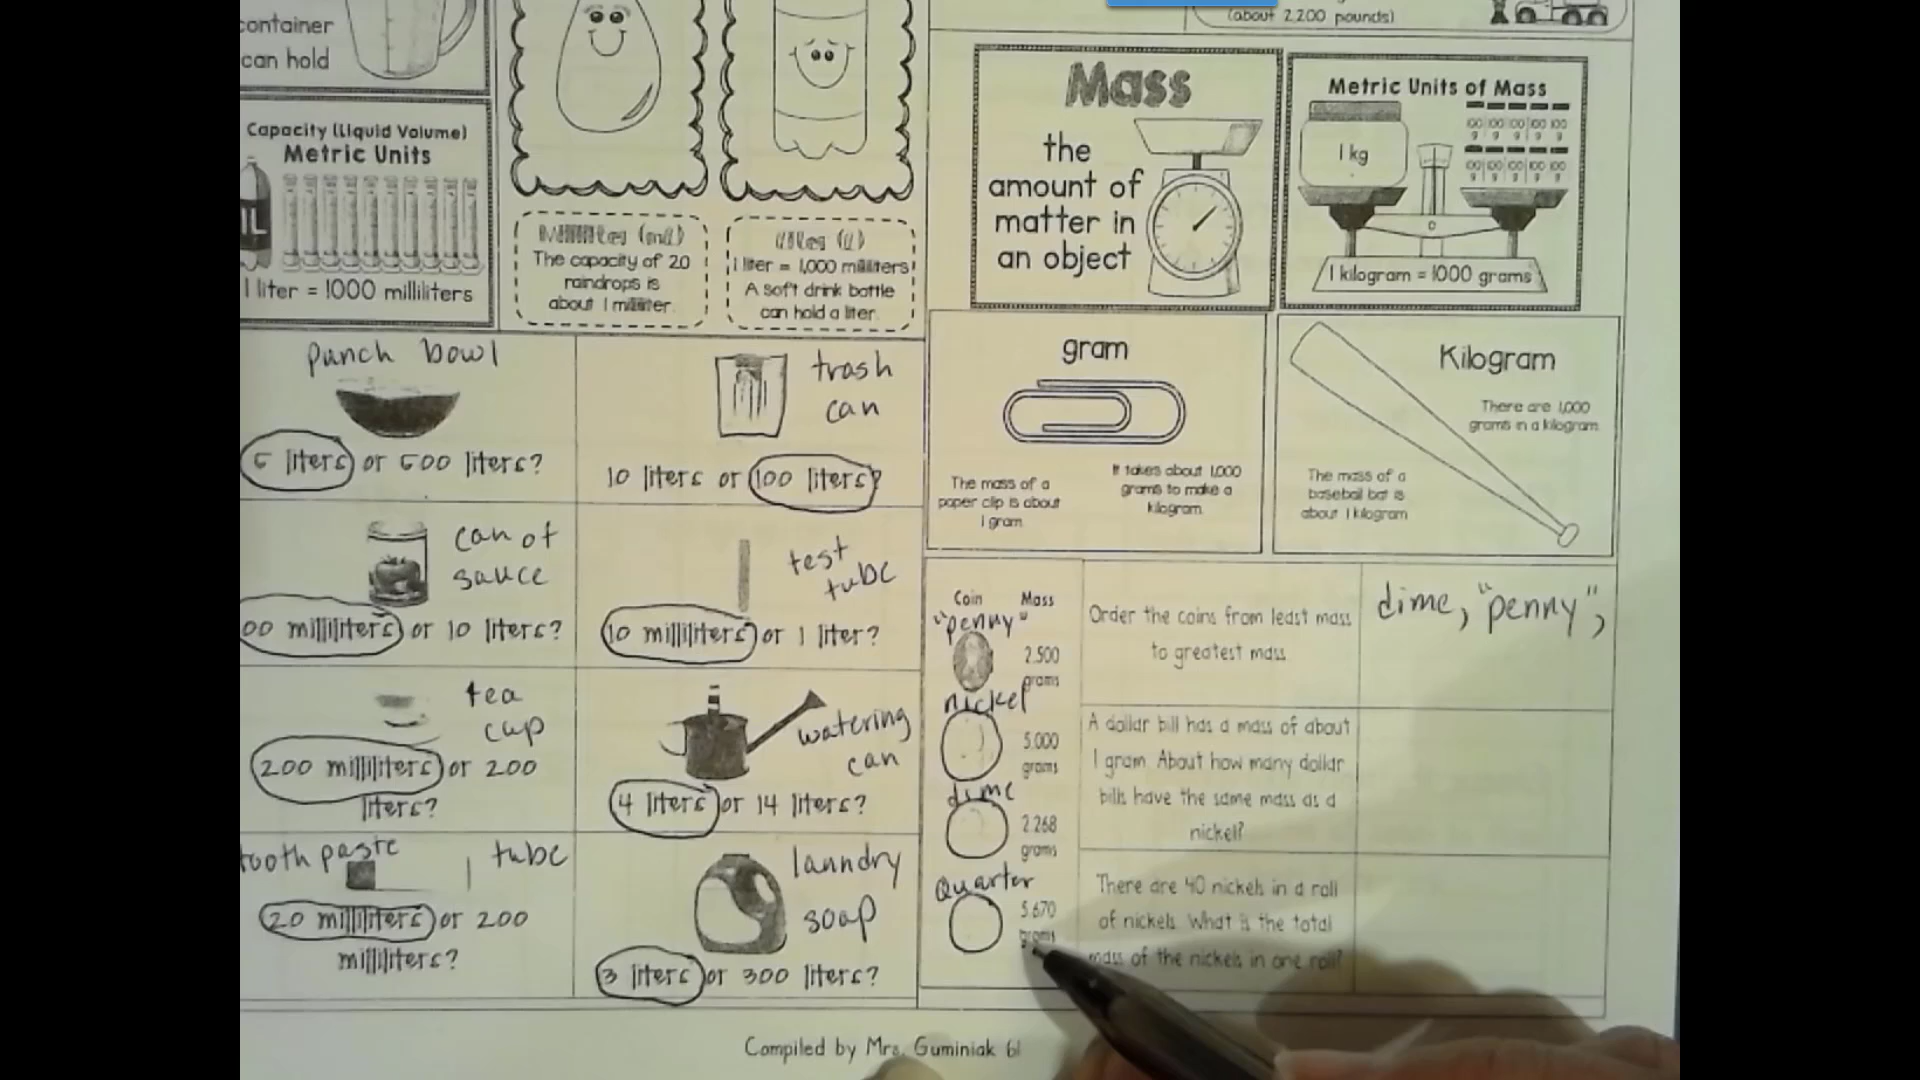 container
can hold
Capacity (Liquid Volume)
Metric Units
1 liter = 1000 milliliters
The capacity of 20
raindrops is
about 1 milliliter.
1 liter = 1,000 milliliters
A soft drink bottle
can hold a liter.
(about 2,200 pounds)
Mass
the
amount of
matter in
an object
Metric Units of Mass
1 kg
100 100 100 100 100
g g g g g
100 100 100 100 100
g g g g g
1 kilogram = 1000 grams
gram
The mass of a
paper clip is about
1 gram.
It takes about 1,000
grams to make a
kilogram.
Kilogram
There are 1,000
grams in a kilogram.
The mass of a
baseball bat is
about 1 kilogram
punch bowl
liters or 500 liters?
trash
can
10 liters or 100 liters?
can of
sauce
00 milliliters or 10 liters?
test
tube
10 milliliters or 1 liter?
tea
cup
200 milliliters or 200
liters?
watering
can
4 liters or 14 liters?
tooth paste tube
20 milliliters or 200
milliliters?
laundry
soap
3 liters or 300 liters?
Coin Mass
"penny"
2.500
grams
nickel
5.000
grams
dime
2.268
grams
Quarter
5.670
grams
Order the coins from least mass
to greatest mass.
dime, "penny",
A dollar bill has a mass of about
1 gram. About how many dollar
bills have the same mass as a
nickel?
There are 40 nickels in a roll
of nickels. What is the total
mass of the nickels in one roll?
Compiled by Mrs. Guminiak